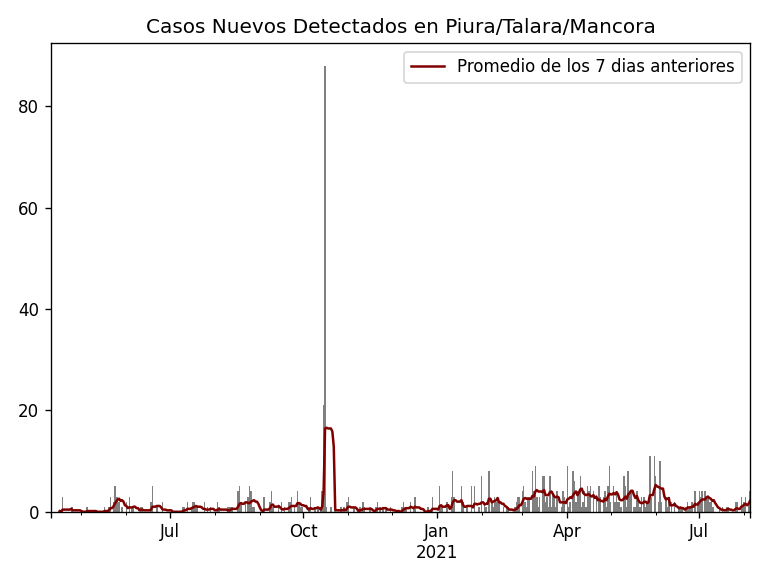 Casos Nuevos Detectados en Piura/Talara/Mancora
Promedio de los 7 dias anteriores
80
60
40
20
0
Jul
Oct
Jan
2021
Apr
Jul